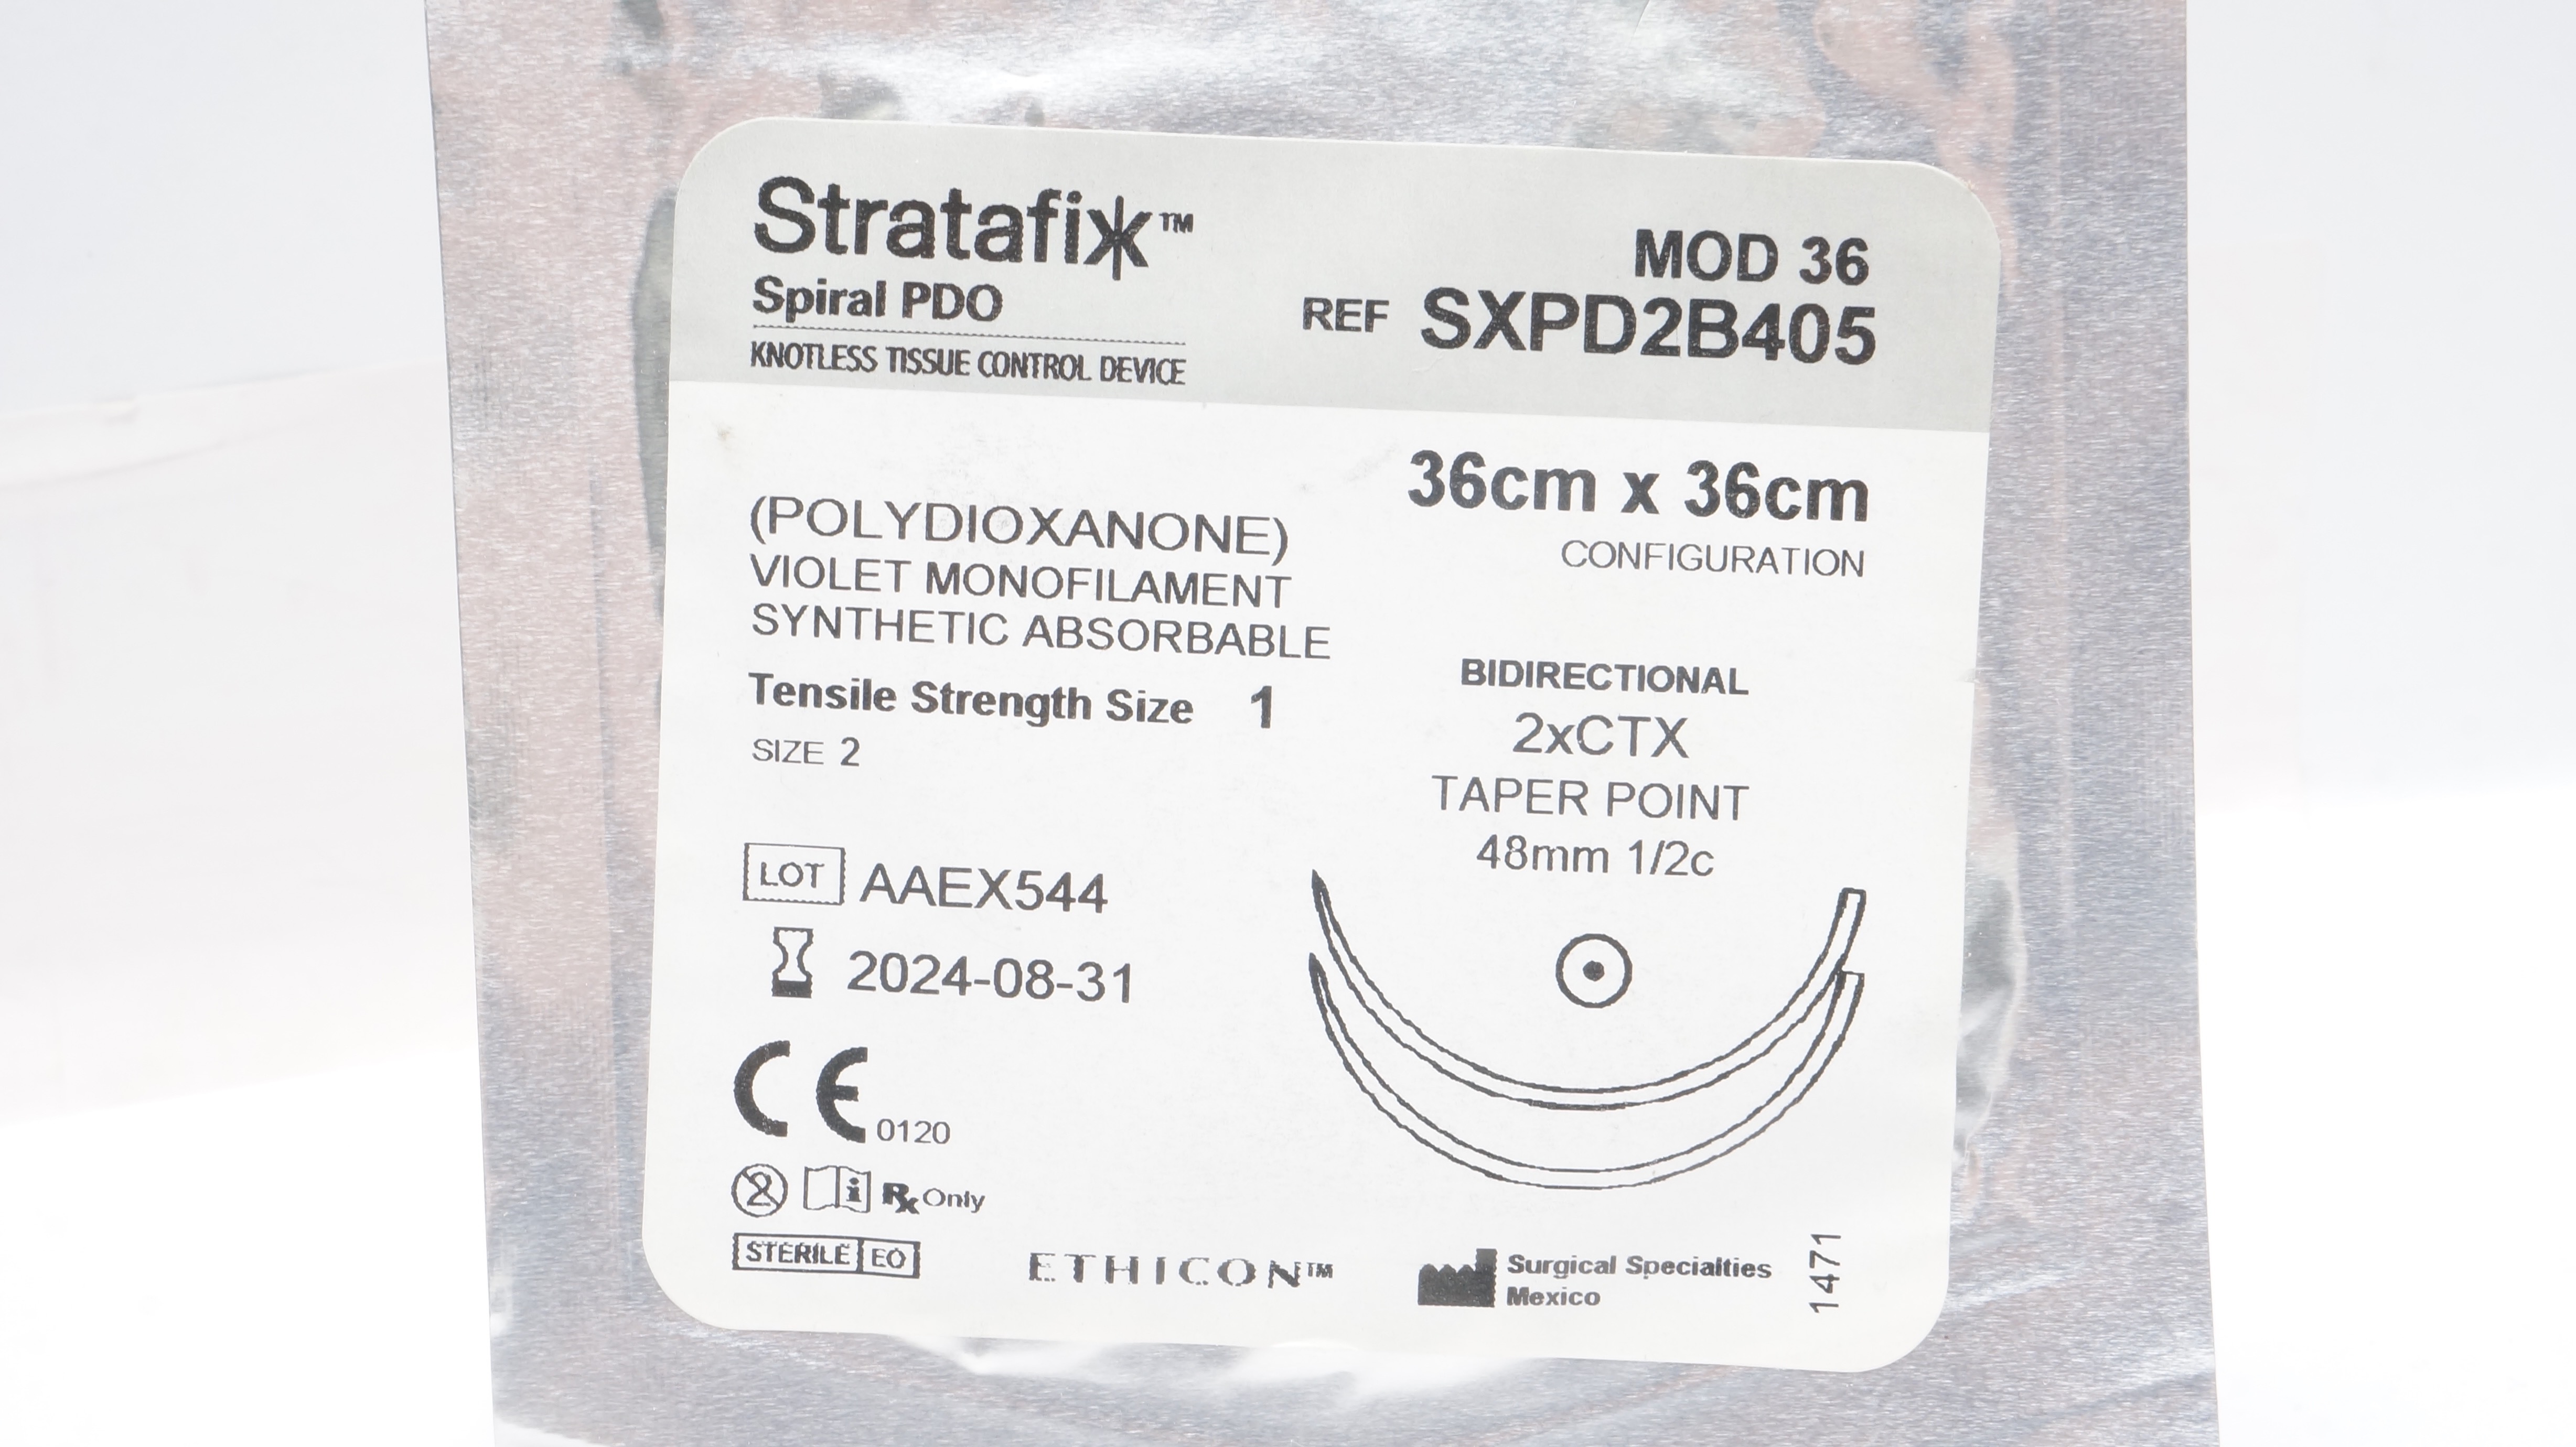 Stratafix™
Spiral PDO
KNOTLESS TISSUE CONTROL DEVICE
MOD 36
REF SXPD2B405
36cm x 36cm
CONFIGURATION
(POLYDIOXANONE)
VIOLET MONOFILAMENT
SYNTHETIC ABSORBABLE
Tensile Strength Size 1
SIZE 2
BIDIRECTIONAL
2xCTX
TAPER POINT
48mm 1/2c
LOT AAEX544
2024-08-31
CE 0120
2 i Rx Only
STERILE EO
ETHICON™
Surgical Specialties
Mexico
1471